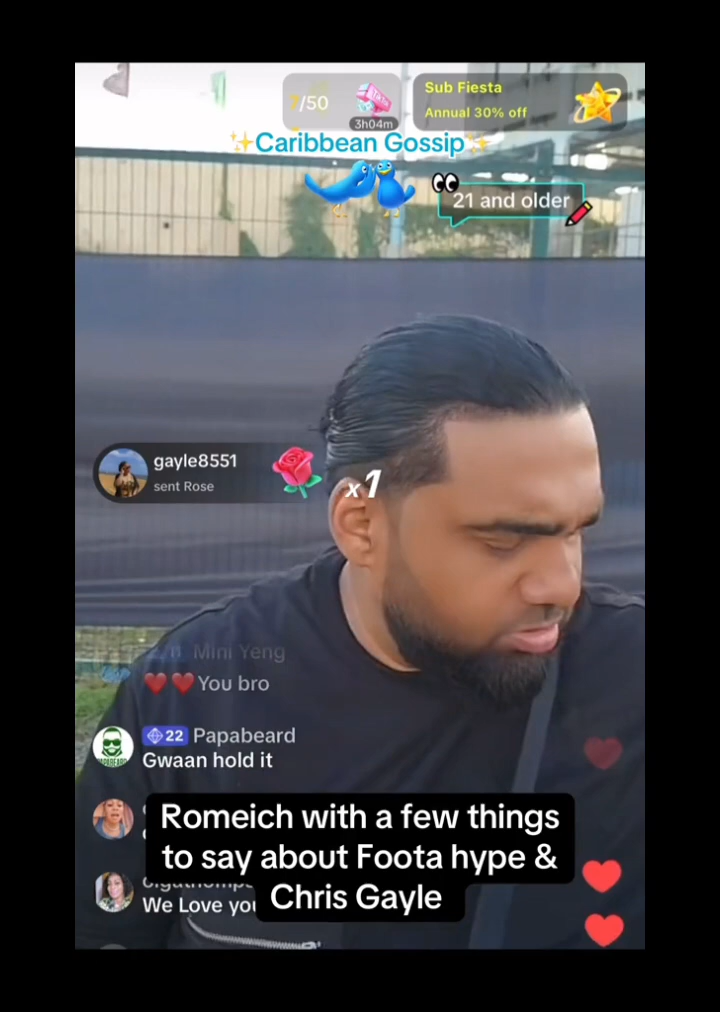 /50
3h04m
Sub Fiesta
Annual 30% off
Caribbean Gossip
21 and older
gayle8551
sent Rose
x1
Mini Yeng
You bro
22 Papabeard
Gwaan hold it
Romeich with a few things
to say about Foota hype &
Chris Gayle
We Love you